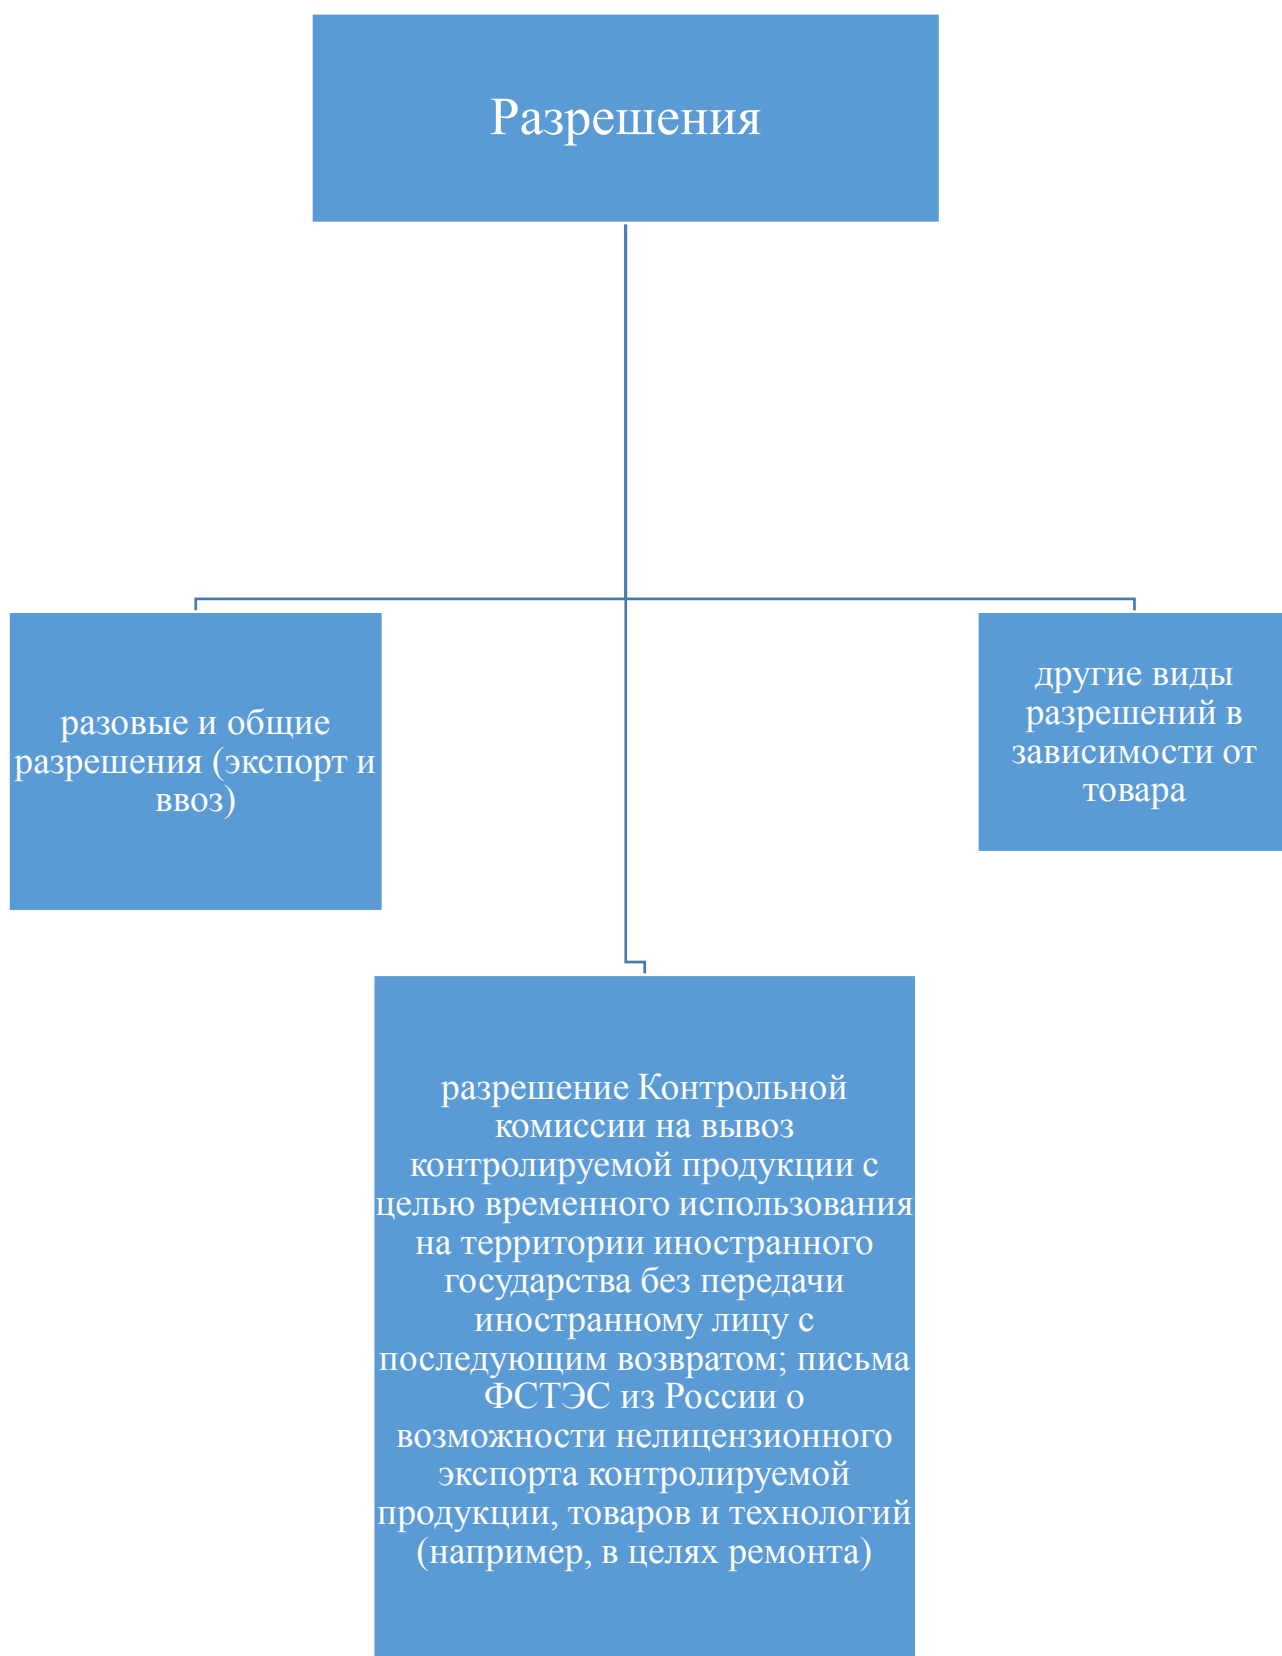 Разрешения
разовые и общие
разрешения (экспорт и
ввоз)
другие виды
разрешений в
зависимости от
товара
разрешение Контрольной
комиссии на вывоз
контролируемой продукции с
целью временного использования
на территории иностранного
государства без передачи
иностранному лицу с
последующим возвратом; письма
ФСТЭС из России о
возможности нелицензионного
экспорта контролируемой
продукции, товаров и технологий
(например, в целях ремонта)